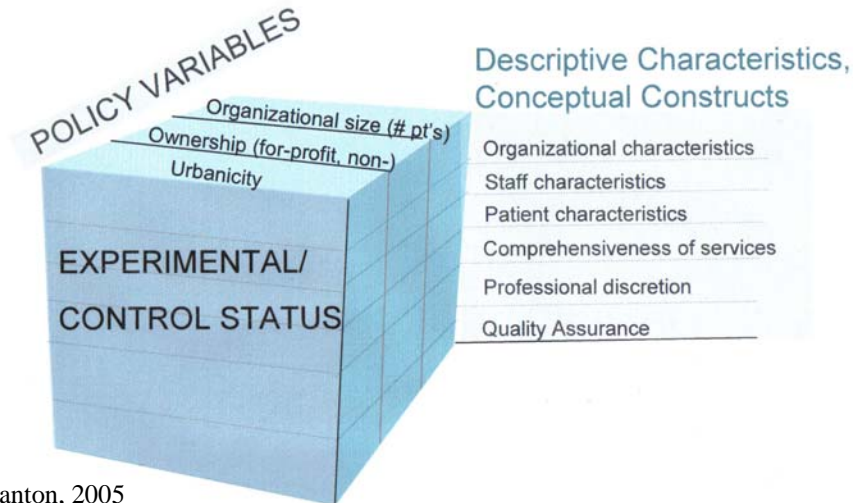 POLICY VARIABLES
Organizational size (# pt's)
Ownership (for-profit, non-)
Urbanicity
EXPERIMENTAL/
CONTROL STATUS
Descriptive Characteristics,
Conceptual Constructs
Organizational characteristics
Staff characteristics
Patient characteristics
Comprehensiveness of services
Professional discretion
Quality Assurance
anton, 2005